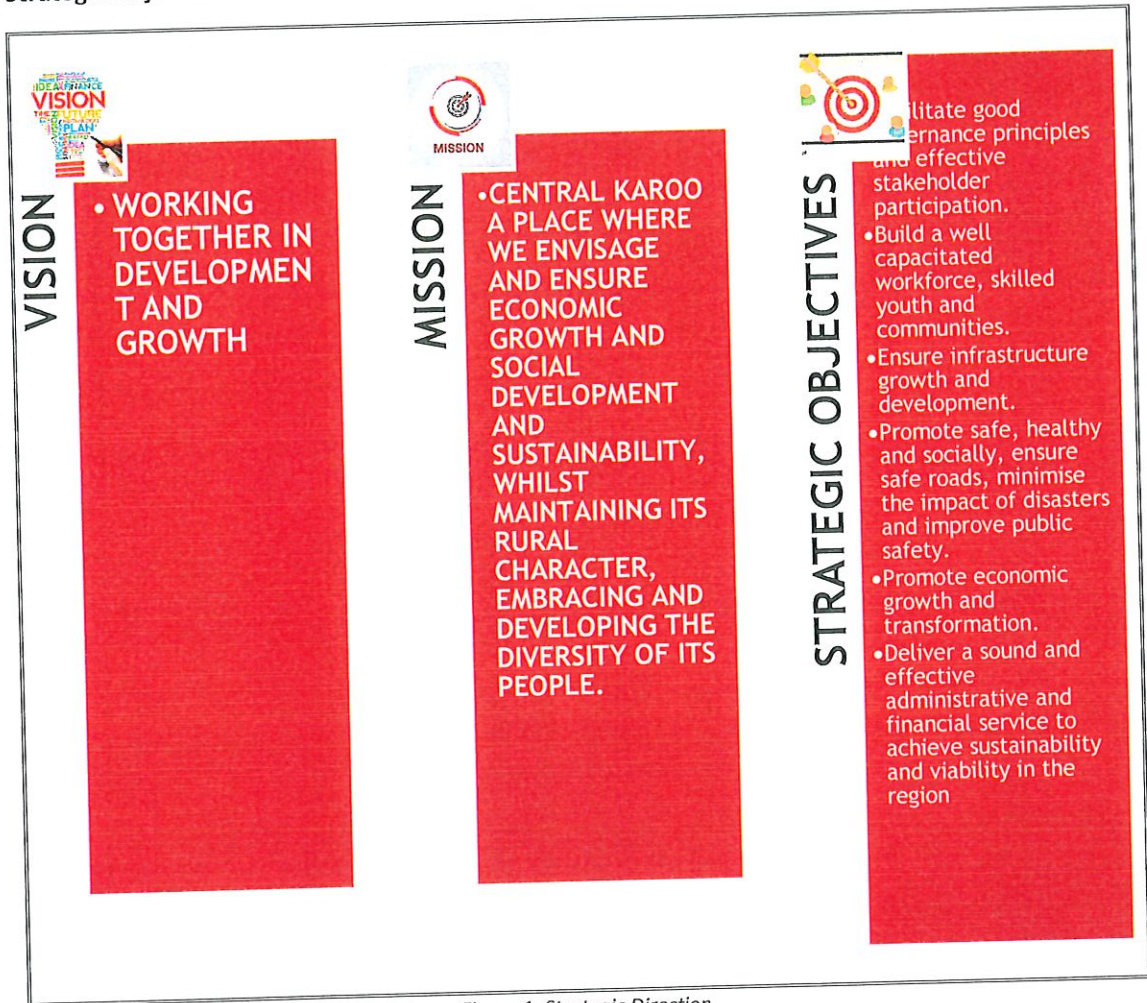 IDEA FINANCE
VISION
FUTURE
PLAN
VISION
• WORKING
TOGETHER IN
DEVELOPMEN
T AND
GROWTH
MISSION
MISSION
•CENTRAL KAROO
A PLACE WHERE
WE ENVISAGE
AND ENSURE
ECONOMIC
GROWTH AND
SOCIAL
DEVELOPMENT
AND
SUSTAINABILITY,
WHILST
MAINTAINING ITS
RURAL
CHARACTER,
EMBRACING AND
DEVELOPING THE
DIVERSITY OF ITS
PEOPLE.
STRATEGIC OBJECTIVES
ilitate good
ernance principles
and effective
stakeholder
participation.
•Build a well
capacitated
workforce, skilled
youth and
communities.
•Ensure infrastructure
growth and
development.
•Promote safe, healthy
and socially, ensure
safe roads, minimise
the impact of disasters
and improve public
safety.
•Promote economic
growth and
transformation.
•Deliver a sound and
effective
administrative and
financial service to
achieve sustainability
and viability in the
region
Strategic Direction